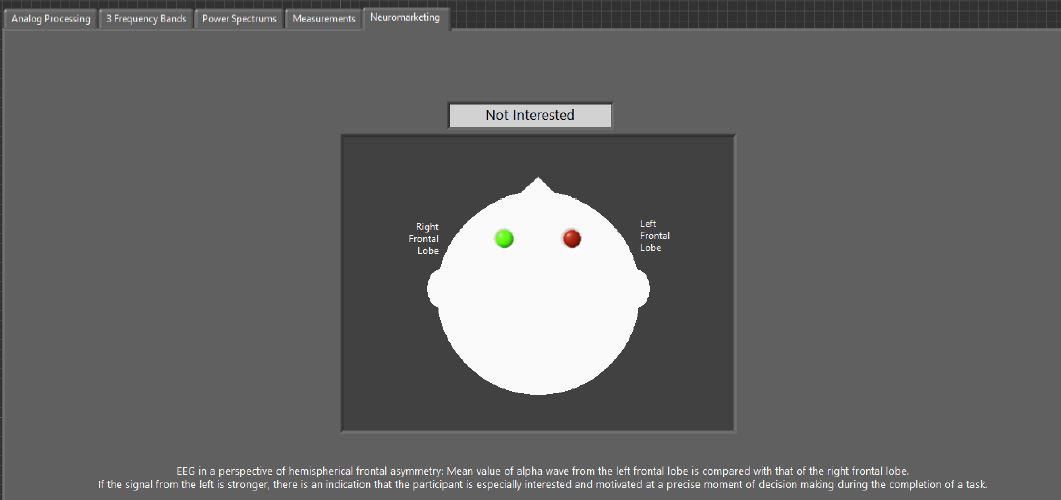 Analog Processing 3 Frequency Bands Power Spectrums Measurements Neuromarketing
Not Interested
Right
Frontal
Lobe
Left
Frontal
Lobe
EEG in a perspective of hemispherical frontal asymmetry: Mean value of alpha wave from the left frontal lobe is compared with that of the right frontal lobe.
If the signal from the left is stronger, there is an indication that the participant is especially interested and motivated at a precise moment of decision making during the completion of a task.